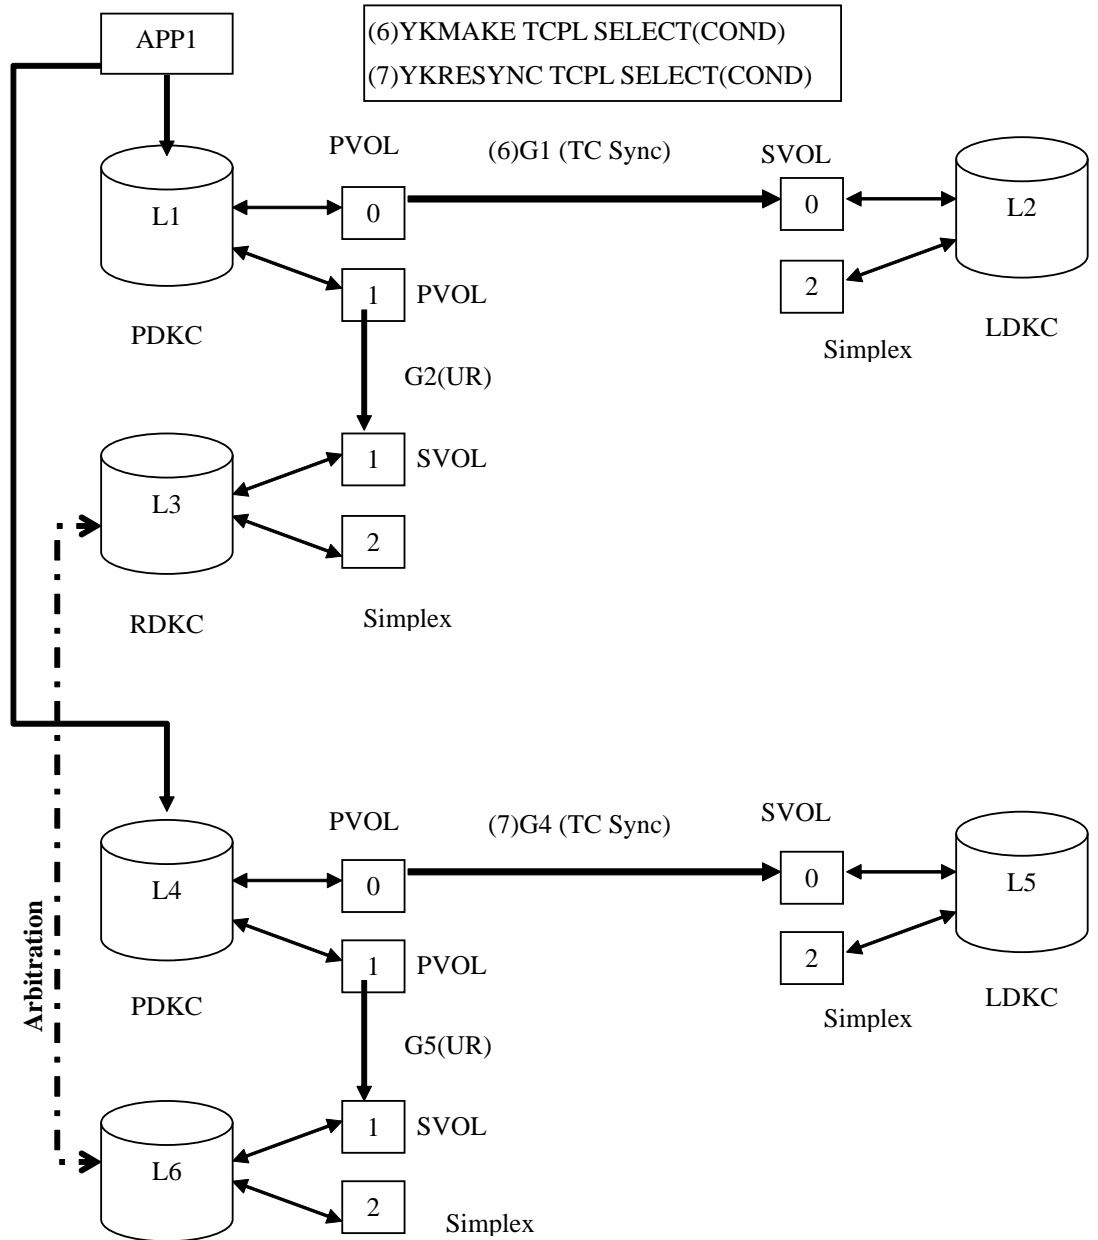 APP1
(6)YKMAKE TCPL SELECT(COND)
(7)YKRESYNC TCPL SELECT(COND)
PVOL
(6)G1 (TC Sync)
SVOL
L1
0
0
L2
1
PVOL
2
PDKC
LDKC
Simplex
G2(UR)
1
SVOL
L3
2
RDKC
Simplex
PVOL
(7)G4 (TC Sync)
SVOL
L4
0
0
L5
Arbitration
1
PVOL
2
PDKC
LDKC
Simplex
G5(UR)
1
SVOL
L6
2
Simplex